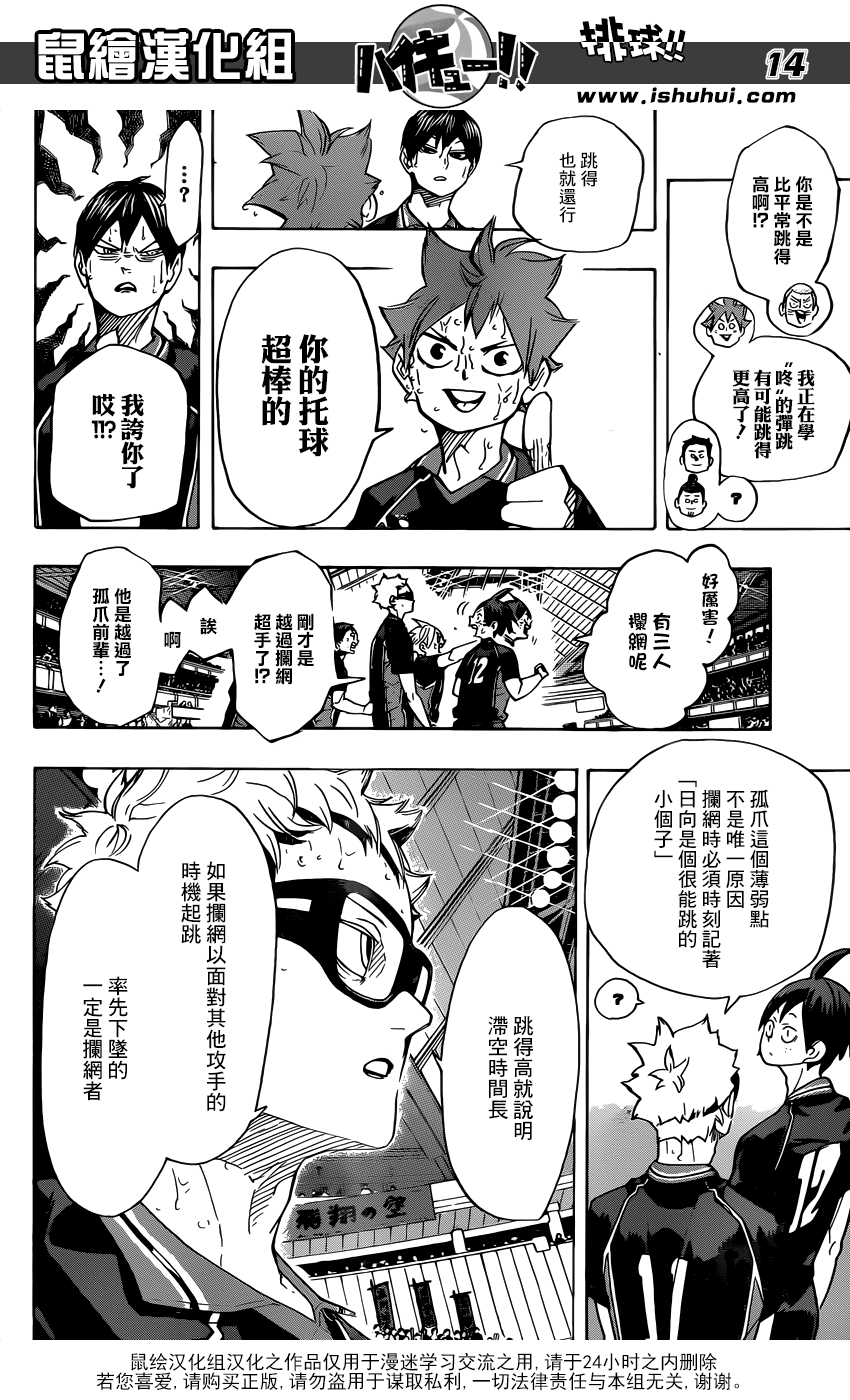 鼠繪漢化組
ハイキュー!!
排球!!
14
www.ishuhui.com
你是不是
比平常跳得
高啊!?
我正在學
“咚”的彈跳
有可能跳得
更高了！
?
跳得
也就還行
你的托球
超棒的
…?
我誇你了
哎!!?
好厲害！
有三人
攔網呢
剛才是
越過攔網
超手了!?
誒
啊
他是越過了
孤爪前輩…！
孤爪這個薄弱點
不是唯一原因
攔網時必須時刻記著
「日向是個很能跳的
小個子」
?
12
12
跳得高就說明
滯空時間長
如果攔網以面對其他攻手的
時機起跳
率先下墜的
一定是攔網者
飛翔の空
鼠绘汉化组汉化之作品仅用于漫迷学习交流之用, 请于24小时之内删除
若您喜爱, 请购买正版, 请勿用于谋取私利, 一切法律责任与本组无关, 谢谢。